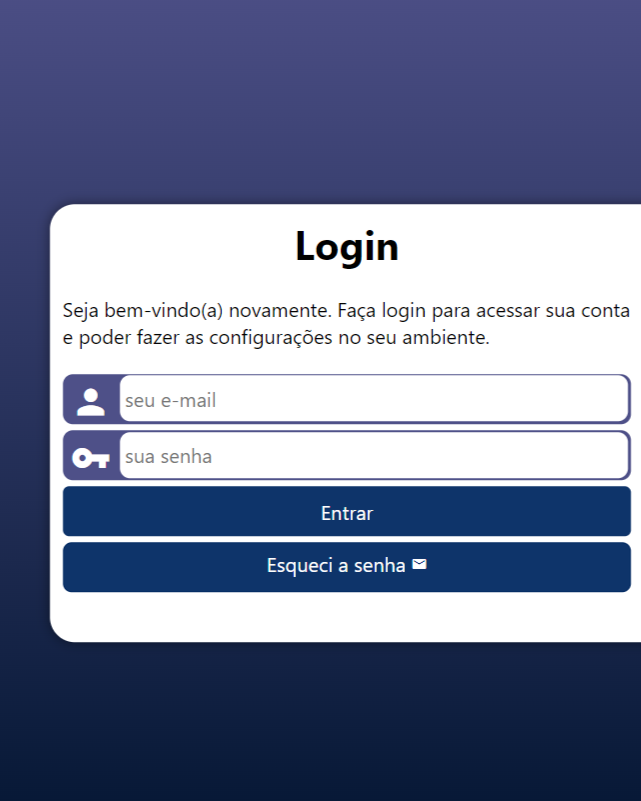 Login
Seja bem-vindo(a) novamente. Faça login para acessar sua conta
e poder fazer as configurações no seu ambiente.
seu e-mail
sua senha
Entrar
Esqueci a senha